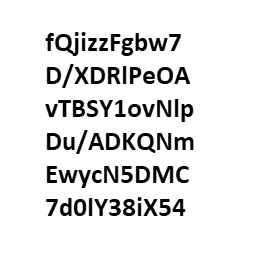 fQjizzFgbw7
D/XDRlPeOA
vTBSY1ovNlp
Du/ADKQNm
EwycN5DMC
7d0lY38iX54